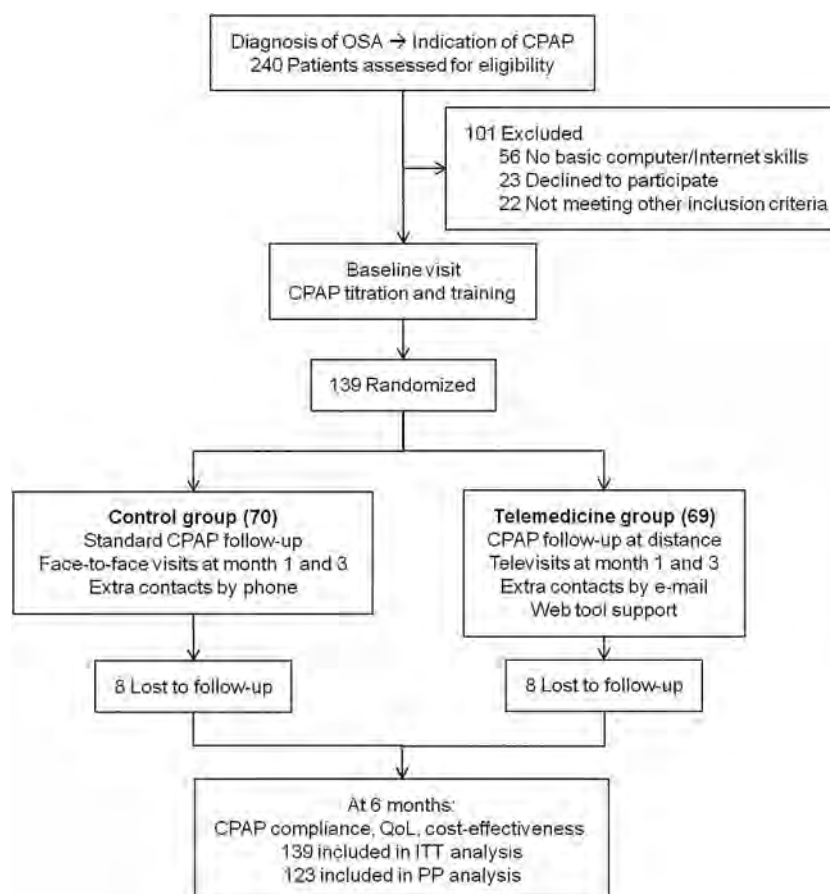 Diagnosis of OSA → Indication of CPAP
240 Patients assessed for eligibility
101 Excluded
56 No basic computer/Internet skills
23 Declined to participate
22 Not meeting other inclusion criteria
Baseline visit
CPAP titration and training
139 Randomized
Control group (70)
Standard CPAP follow-up
Face-to-face visits at month 1 and 3
Extra contacts by phone
Telemedicine group (69)
CPAP follow-up at distance
Televisits at month 1 and 3
Extra contacts by e-mail
Web tool support
8 Lost to follow-up
8 Lost to follow-up
At 6 months:
CPAP compliance, QoL, cost-effectiveness
139 included in ITT analysis
123 included in PP analysis